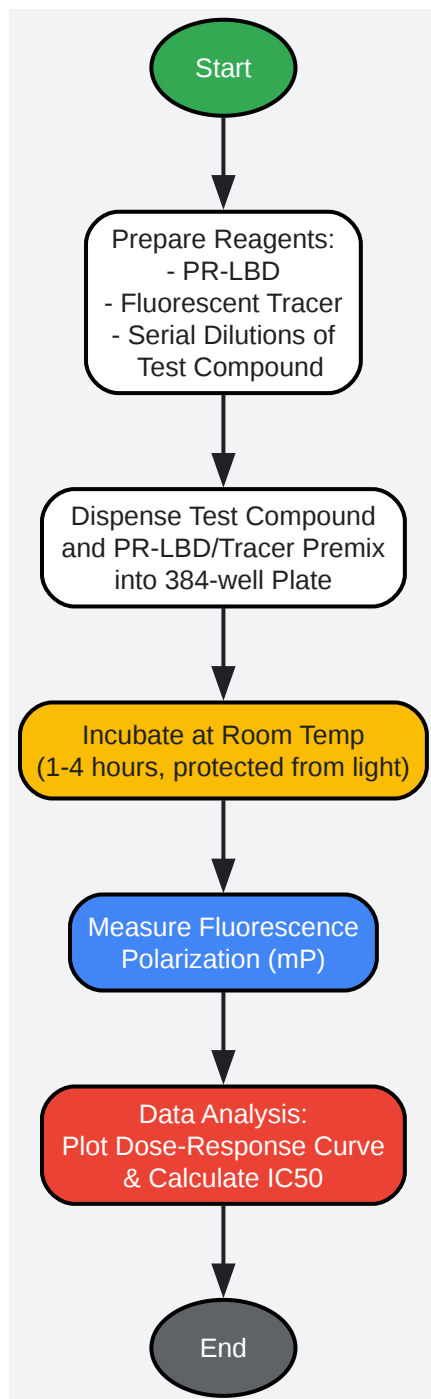 Start
Prepare Reagents:
- PR-LBD
- Fluorescent Tracer
- Serial Dilutions of
Test Compound
Dispense Test Compound
and PR-LBD/Tracer Premix
into 384-well Plate
Incubate at Room Temp
(1-4 hours, protected from light)
Measure Fluorescence
Polarization (mP)
Data Analysis:
Plot Dose-Response Curve
& Calculate IC50
End